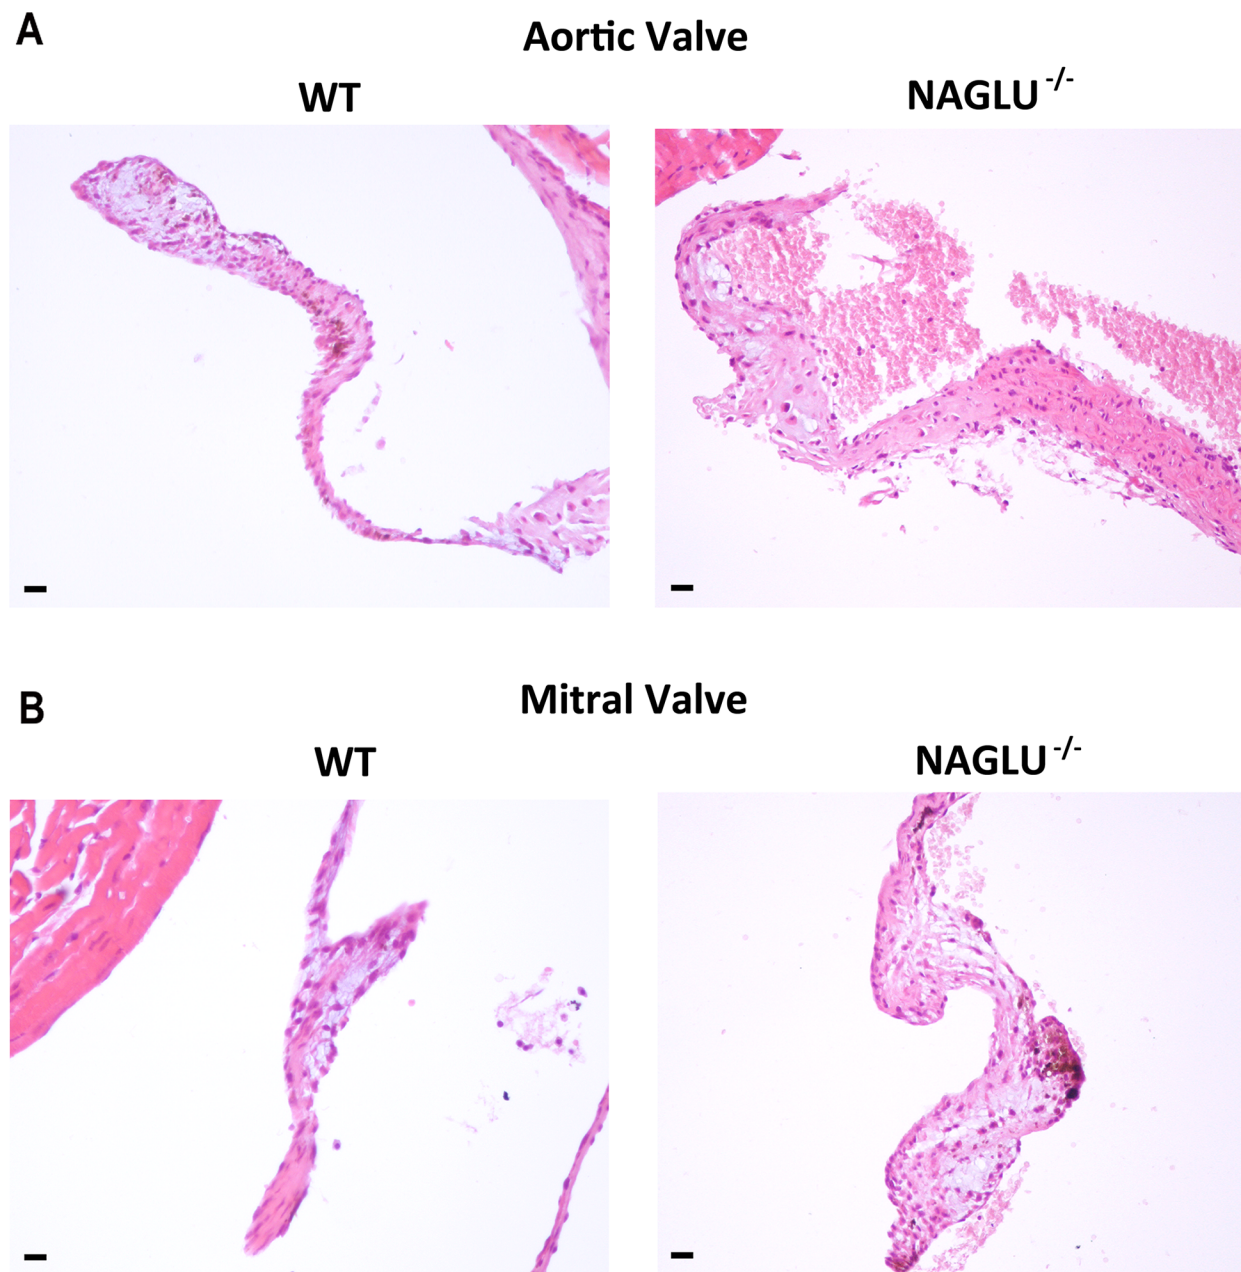 A
Aortic Valve
WT
NAGLU -/-
B
Mitral Valve
WT
NAGLU -/-